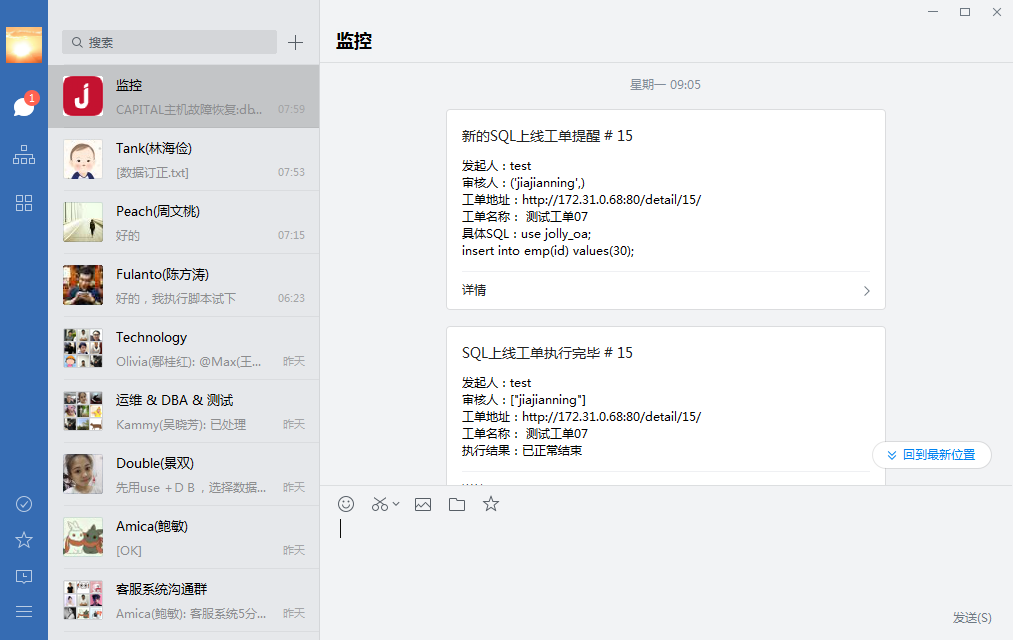 搜索
1
监控
CAPITAL主机故障恢复:db...
07:59
Tank(林海俭)
[数据订正.txt]
07:53
Peach(周文桃)
好的
07:15
Fulanto(陈方涛)
好的，我执行脚本试下
06:23
Technology
Olivia(鄢桂红): @Max(王...
昨天
运维 & DBA & 测试
Kammy(吴晓芳): 已处理
昨天
Double(景双)
先用use + D B ，选择数据...
昨天
Amica(鲍敏)
[OK]
昨天
客服系统沟通群
Amica(鲍敏): 客服系统5分...
昨天
监控
星期一 09:05
新的SQL上线工单提醒 # 15
发起人：test
审核人：('jiajianning',)
工单地址：http://172.31.0.68:80/detail/15/
工单名称： 测试工单07
具体SQL：use jolly_oa;
insert into emp(id) values(30);
详情
SQL上线工单执行完毕 # 15
发起人：test
审核人：["jiajianning"]
工单地址：http://172.31.0.68:80/detail/15/
工单名称： 测试工单07
执行结果：已正常结束
回到最新位置
发送(S)